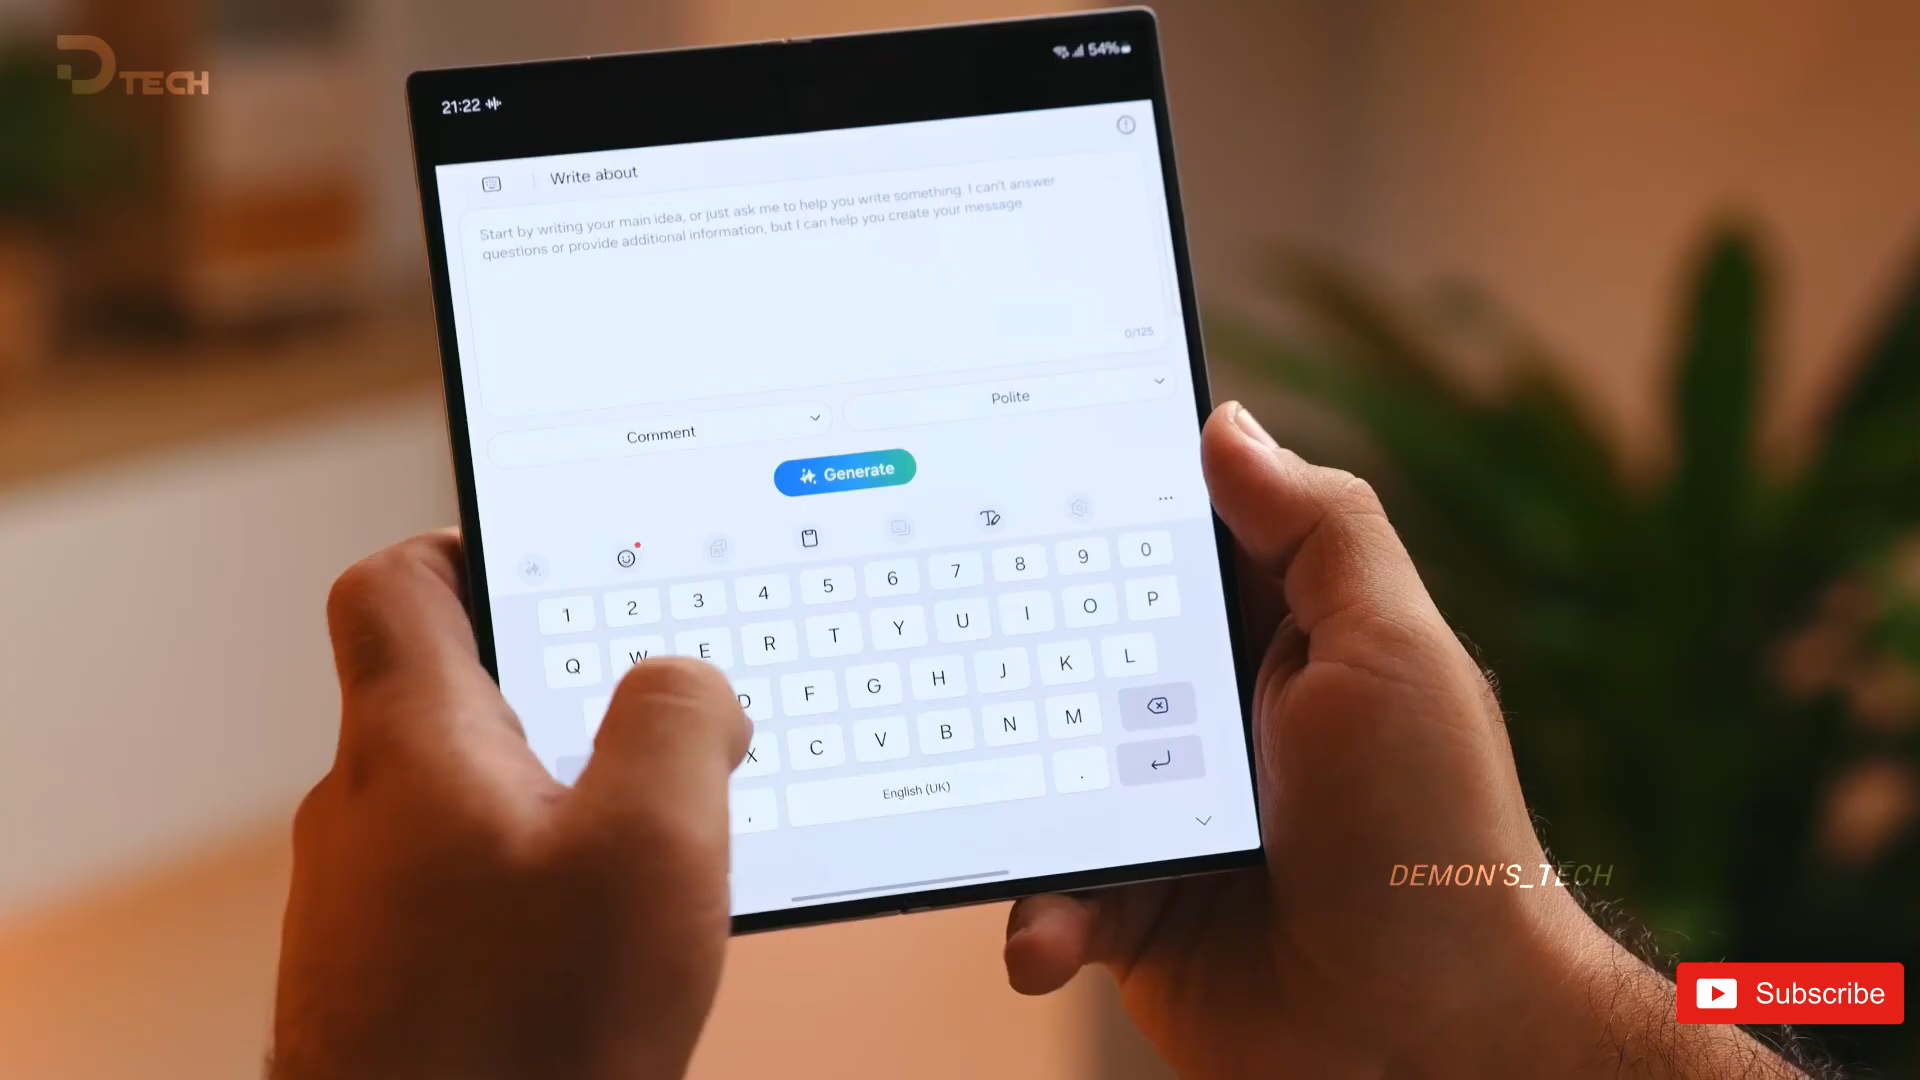 D TECH
21:22
54%
Write about
Start by writing your main idea, or just ask me to help you write something. I can't answer
questions or provide additional information, but I can help you create your message
0/125
Comment
Polite
Generate
1 2 3 4 5 6 7 8 9 0
Q W E R T Y U I O P
D F G H J K L
X C V B N M
, English (UK) .
DEMON'S_TECH
Subscribe